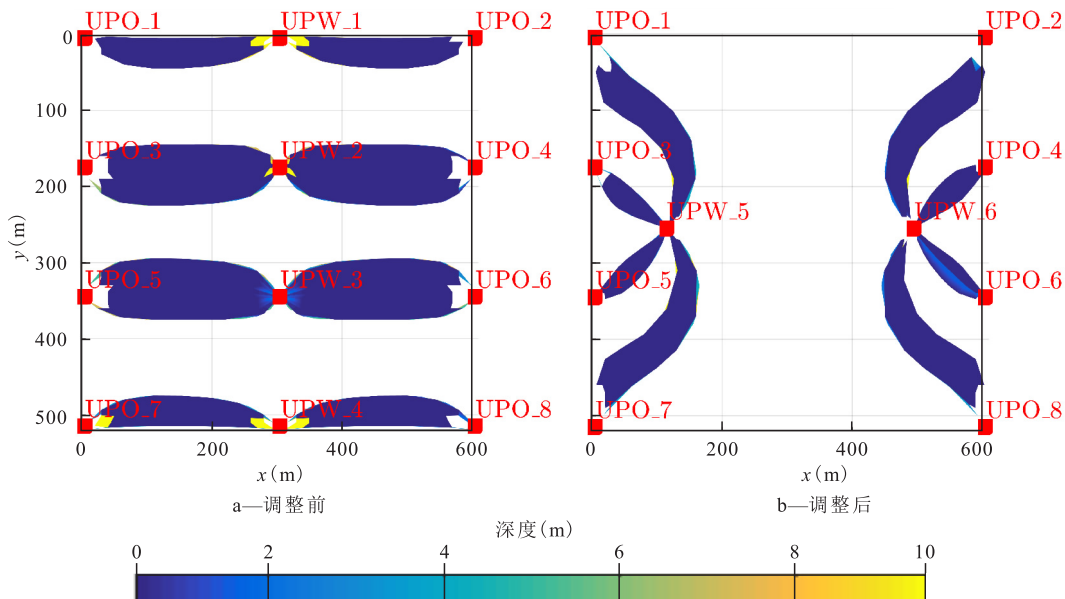 UPO_1 UPW_1 UPO_2
UPO_3 UPW_2 UPO_4
UPO_5 UPW_3 UPO_6
UPO_7 UPW_4 UPO_8
0
100
200
300
400
500
y(m)
0 200 400 600
x(m)
a—调整前
UPO_1 UPO_2
UPO_3 UPO_4
UPW_5 UPW_6
UPO_5 UPO_6
UPO_7 UPO_8
0 200 400 600
x(m)
b—调整后
深度(m)
0 2 4 6 8 10